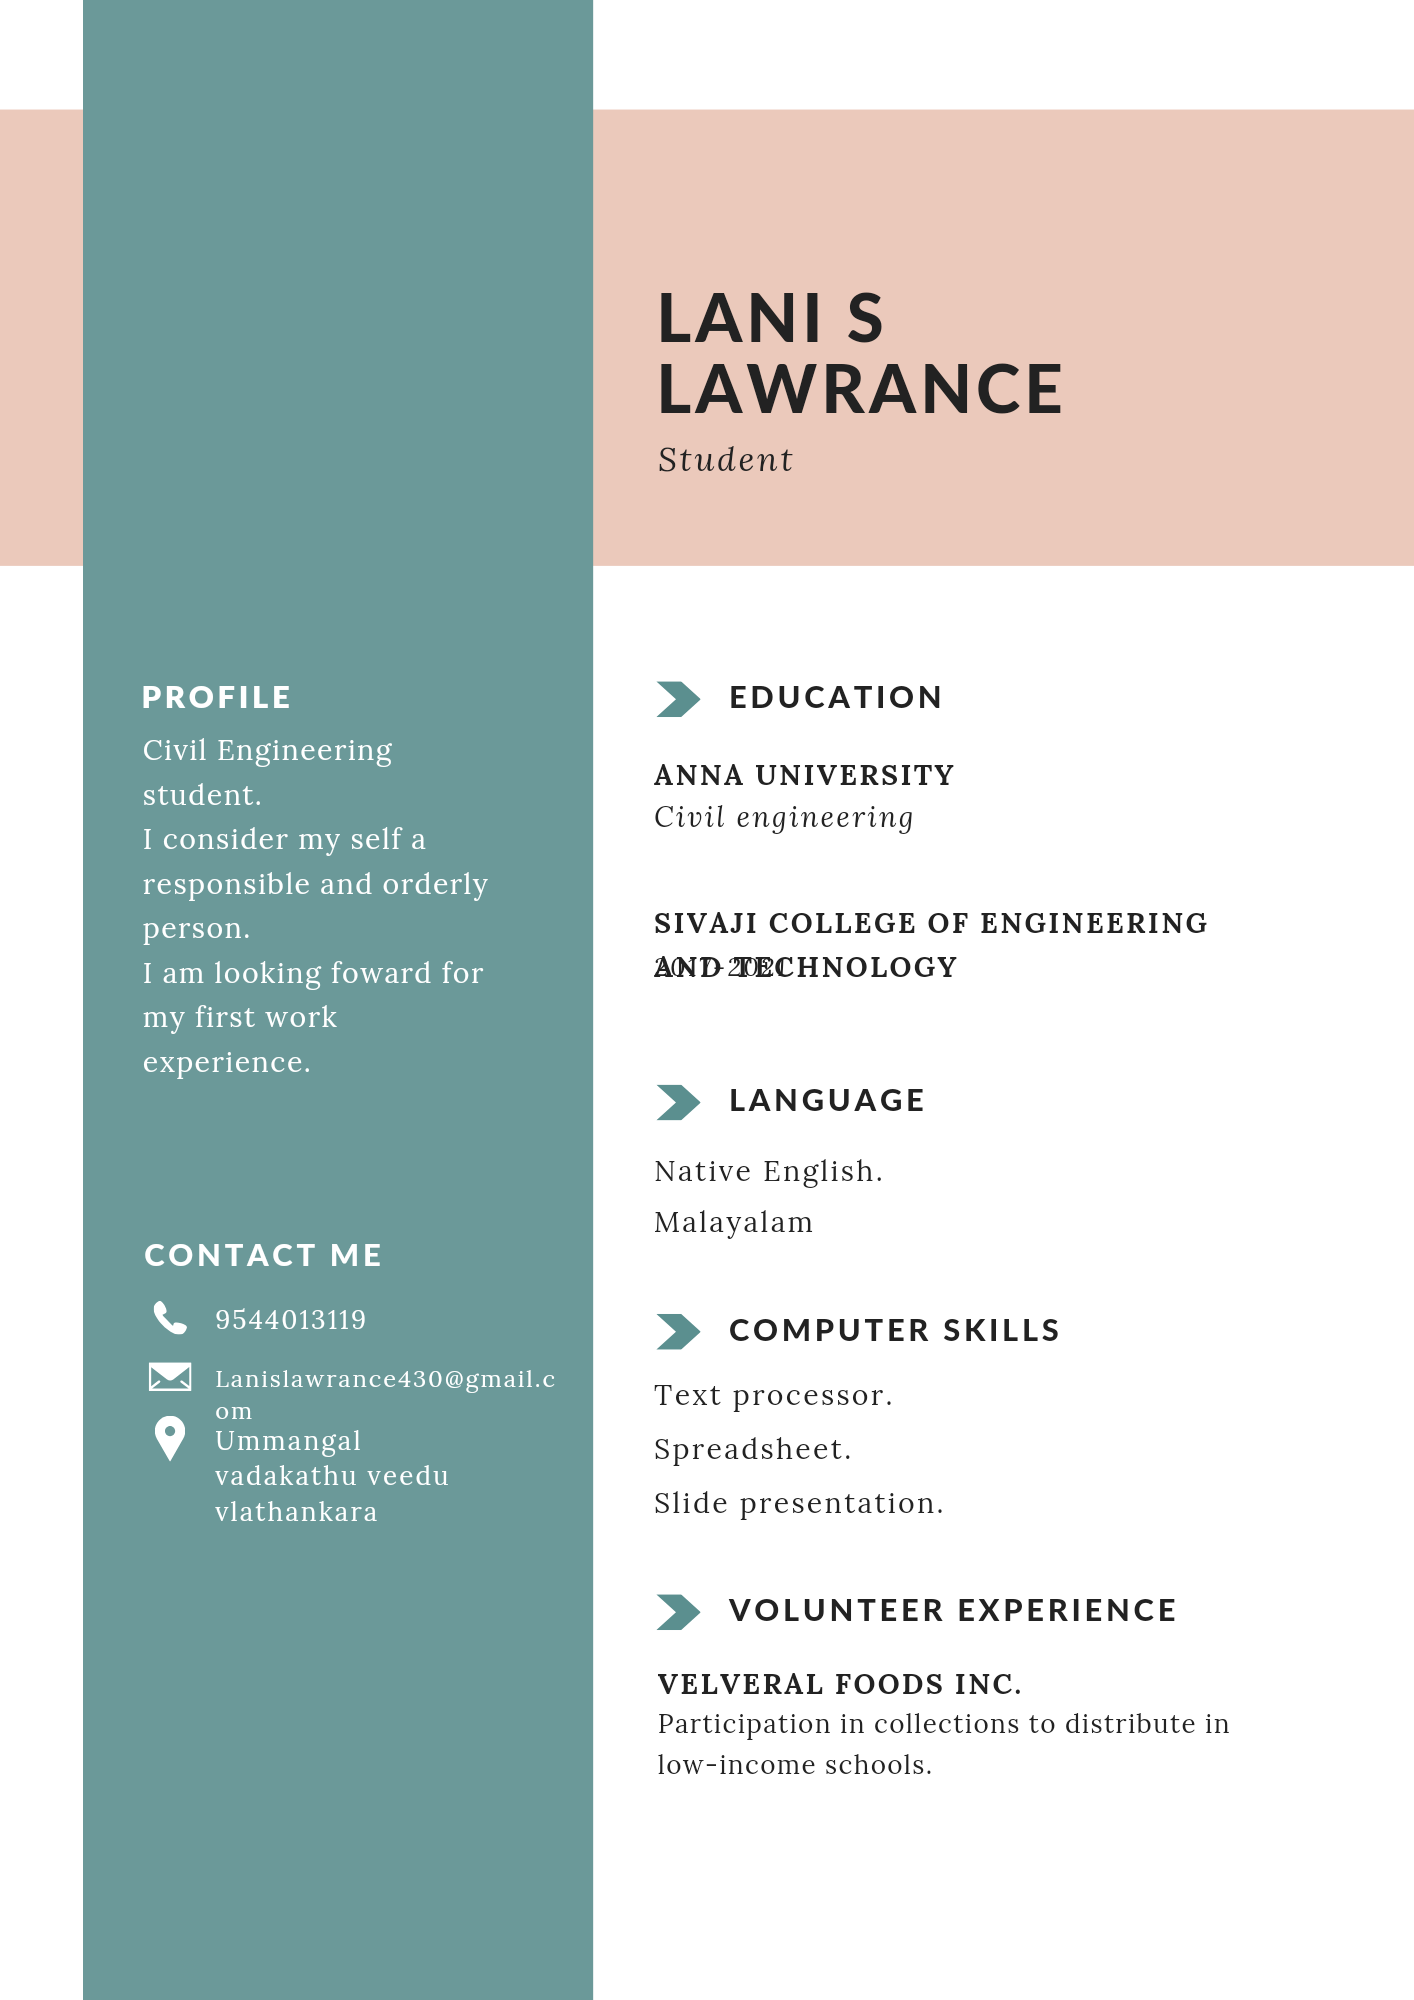 LANI S
LAWRANCE
Student
PROFILE
Civil Engineering
student.
I consider my self a
responsible and orderly
person.
I am looking foward for
my first work
experience.
CONTACT ME
9544013119
Lanislawrance430@gmail.c
om
Ummangal
vadakathu veedu
vlathankara
EDUCATION
ANNA UNIVERSITY
Civil engineering
SIVAJI COLLEGE OF ENGINEERING
AND TECHNOLOGY
LANGUAGE
Native English.
Malayalam
COMPUTER SKILLS
Text processor.
Spreadsheet.
Slide presentation.
VOLUNTEER EXPERIENCE
VELVERAL FOODS INC.
Participation in collections to distribute in
low-income schools.